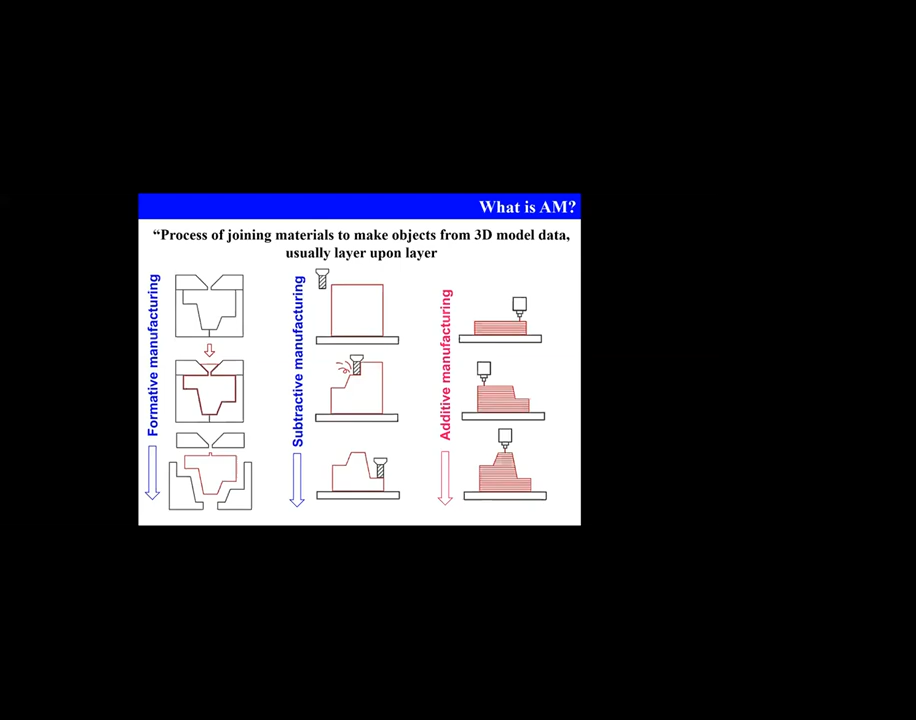 What is AM?
“Process of joining materials to make objects from 3D model data,
usually layer upon layer
Formative manufacturing
Subtractive manufacturing
Additive manufacturing